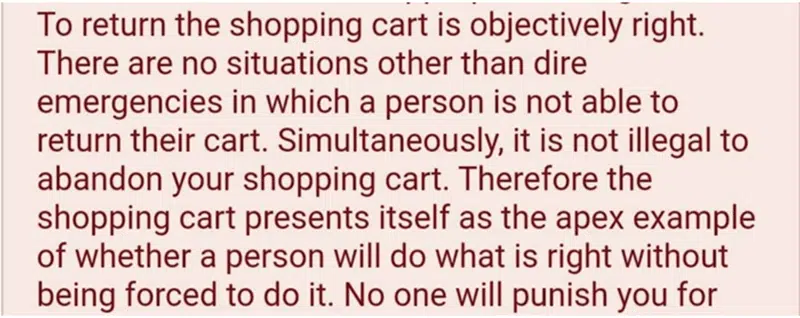 To return the shopping cart is objectively right.
There are no situations other than dire
emergencies in which a person is not able to
return their cart. Simultaneously, it is not illegal to
abandon your shopping cart. Therefore the
shopping cart presents itself as the apex example
of whether a person will do what is right without
being forced to do it. No one will punish you for